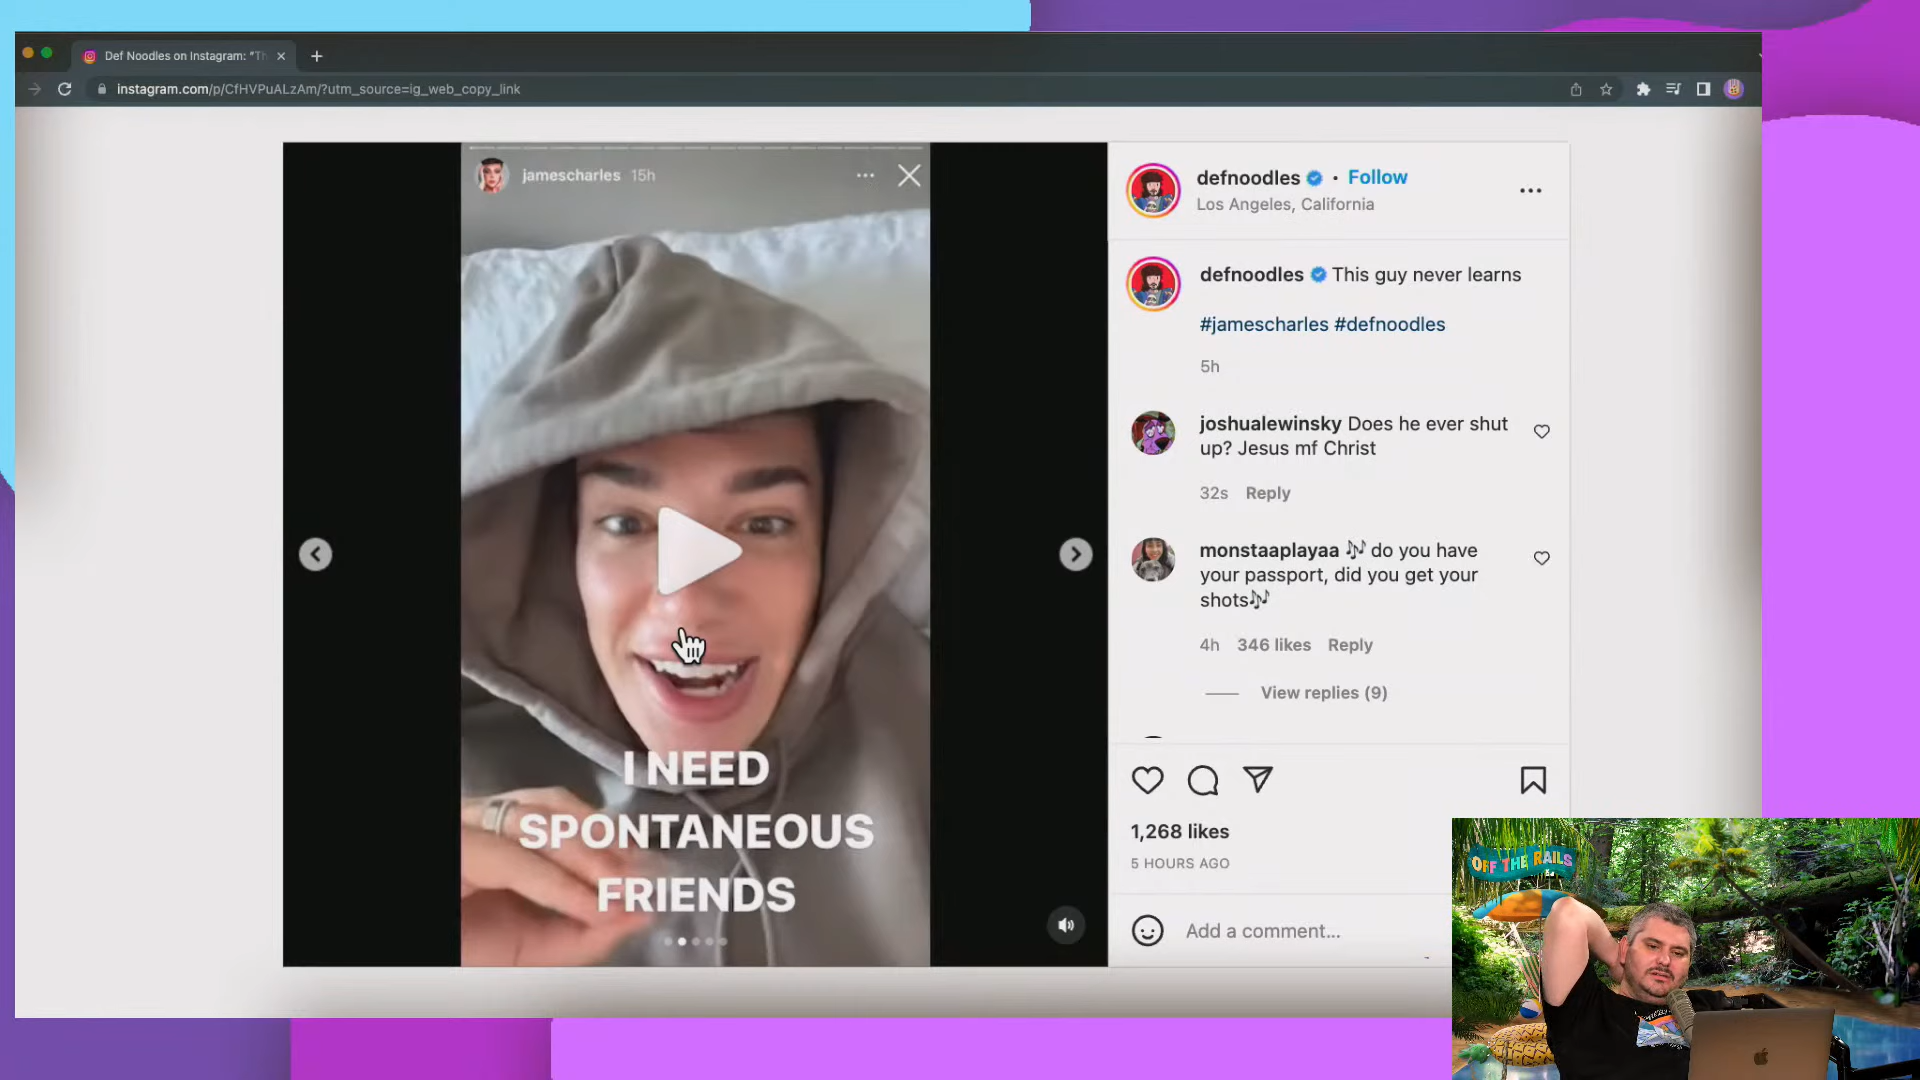 Def Noodles on Instagram: "Th
instagram.com/p/CfHVPuALzAm/?utm_source=ig_web_copy_link
jamescharles 15h
I NEED
SPONTANEOUS
FRIENDS
defnoodles • Follow
Los Angeles, California
defnoodles This guy never learns
#jamescharles #defnoodles
5h
joshualewinsky Does he ever shut
up? Jesus mf Christ
32s Reply
monstaaplayaa 🎶 do you have
your passport, did you get your
shots🎶
4h 346 likes Reply
View replies (9)
1,268 likes
5 HOURS AGO
Add a comment...
OFF THE RAILS